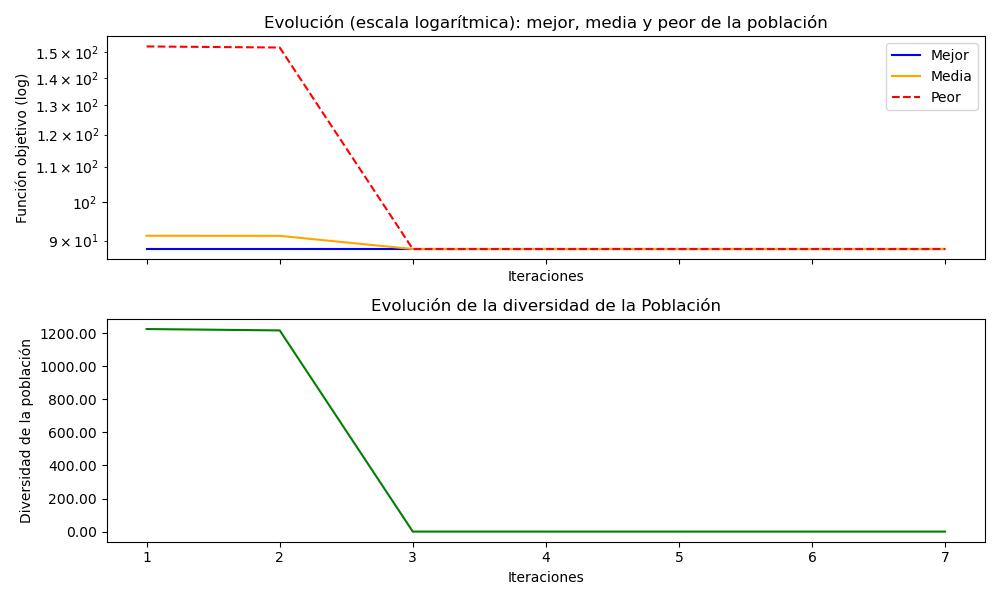 Evolución (escala logarítmica): mejor, media y peor de la población
Función objetivo (log)
1.5 × 10²
1.4 × 10²
1.3 × 10²
1.2 × 10²
1.1 × 10²
10²
9 × 10¹
Mejor
Media
Peor
Iteraciones
Evolución de la diversidad de la Población
Diversidad de la población
1200.00
1000.00
800.00
600.00
400.00
200.00
0.00
1 2 3 4 5 6 7
Iteraciones